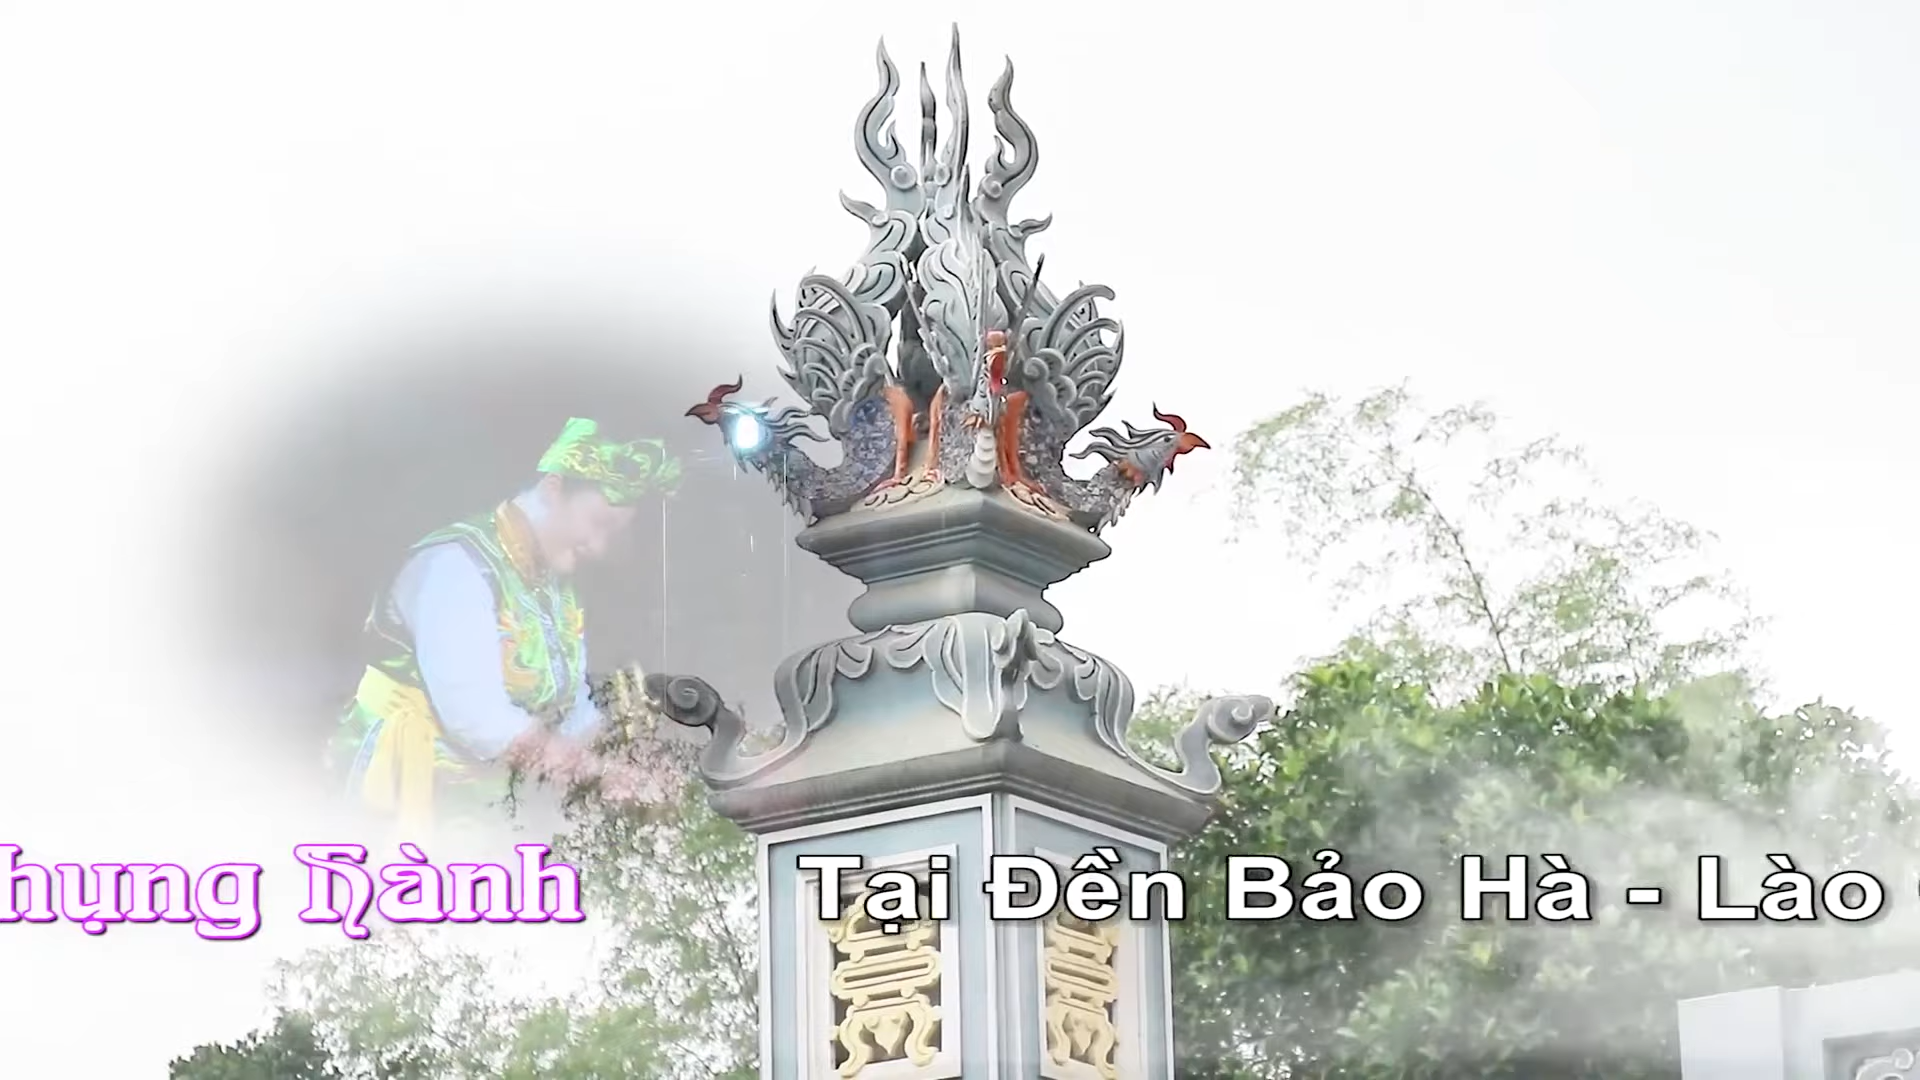 hụng Hành
Tại Đền Bảo Hà - Lào